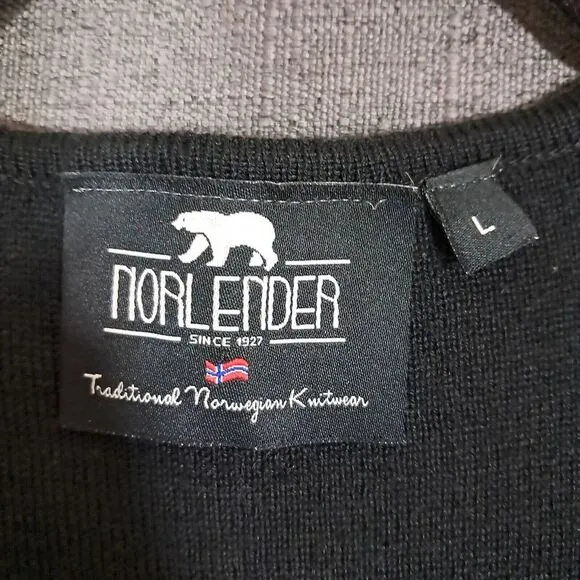 NORLENDER
SINCE 1927
Traditional Norwegian Knitwear
L